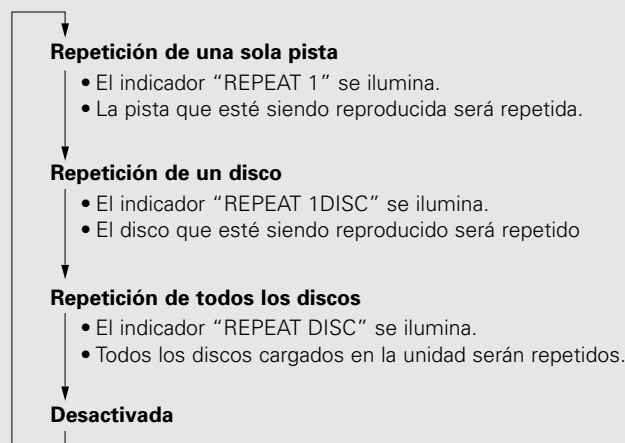 Repetición de una sola pista
• El indicador “REPEAT 1” se ilumina.
• La pista que esté siendo reproducida será repetida.
Repetición de un disco
• El indicador “REPEAT 1DISC” se ilumina.
• El disco que esté siendo reproducido será repetido
Repetición de todos los discos
• El indicador “REPEAT DISC” se ilumina.
• Todos los discos cargados en la unidad serán repetidos.
Desactivada